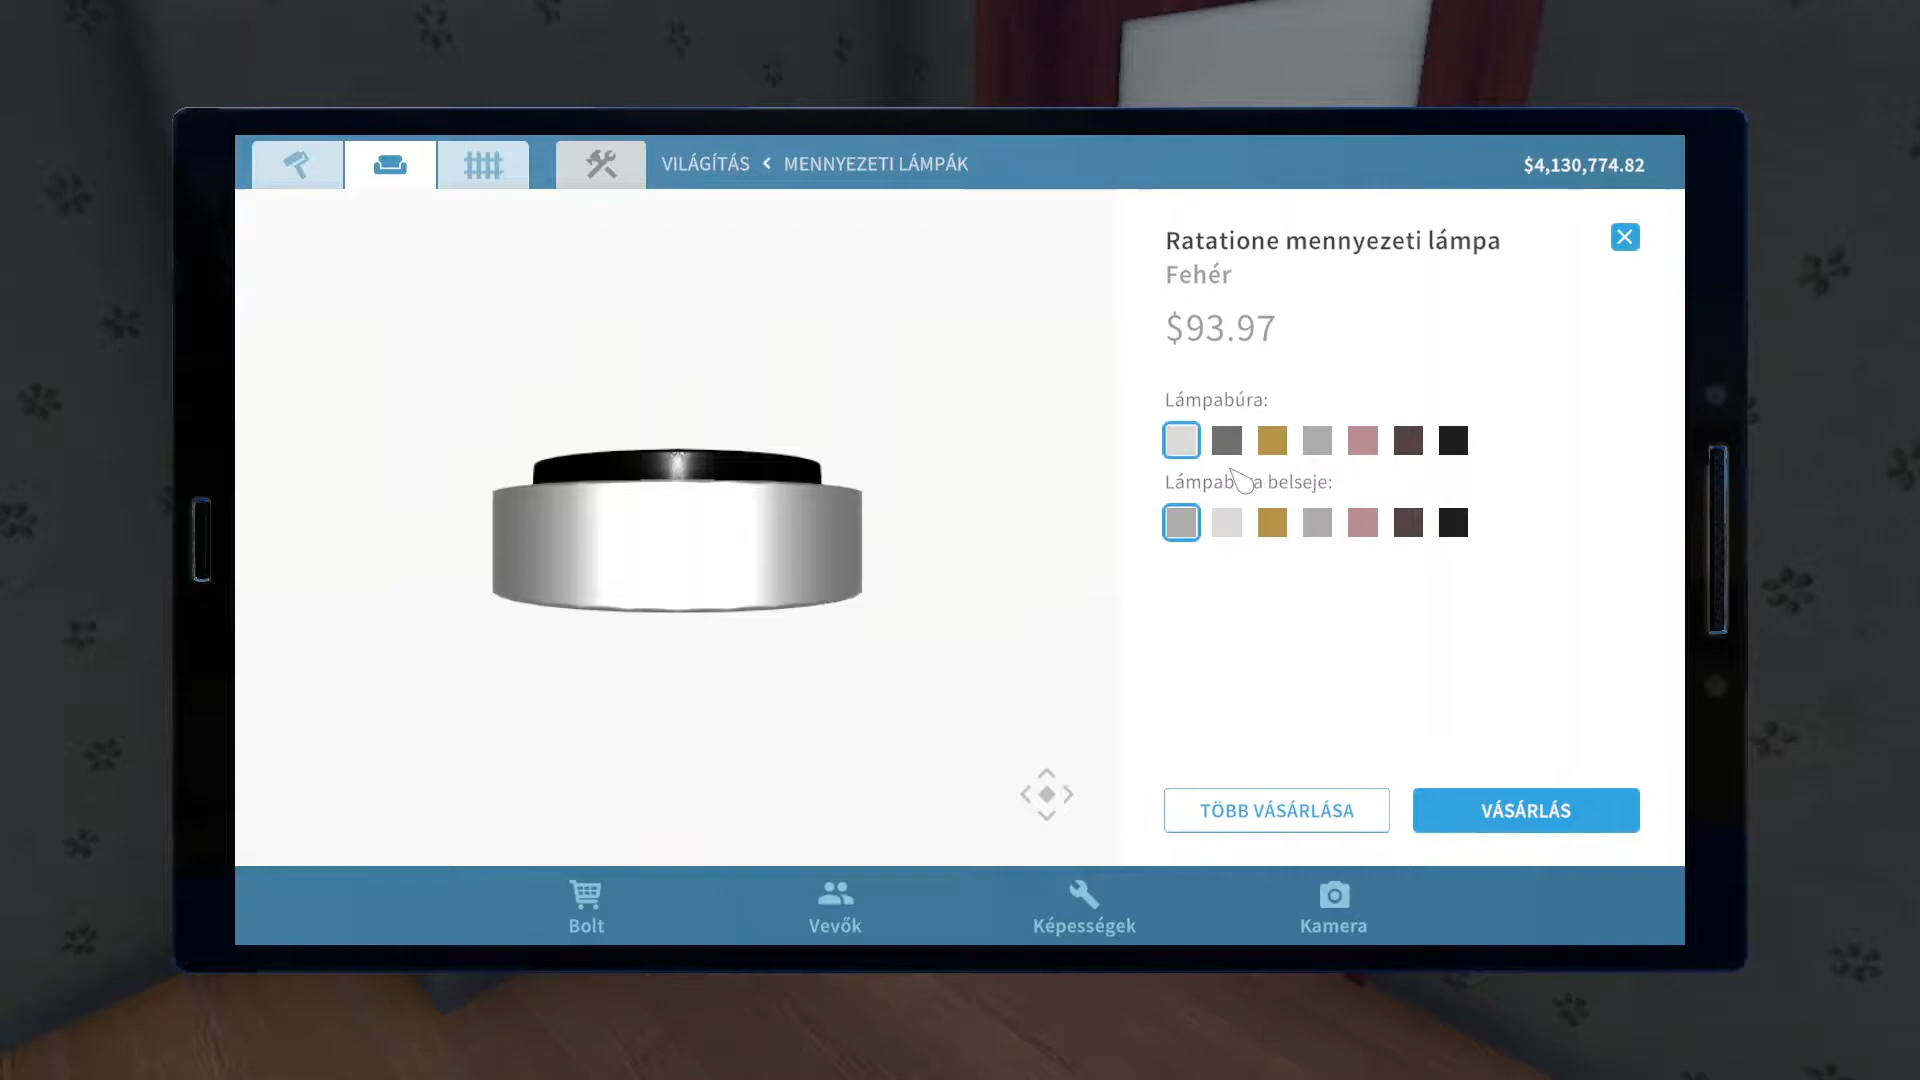 VILÁGÍTÁS < MENNYEZETI LÁMPÁK
$4,130,774.82
Ratatione mennyezeti lámpa
Fehér
$93.97
Lámpabúra:
belseje:
TÖBB VÁSÁRLÁSA
VÁSÁRLÁS
Bolt
Vevők
Képességek
Kamera